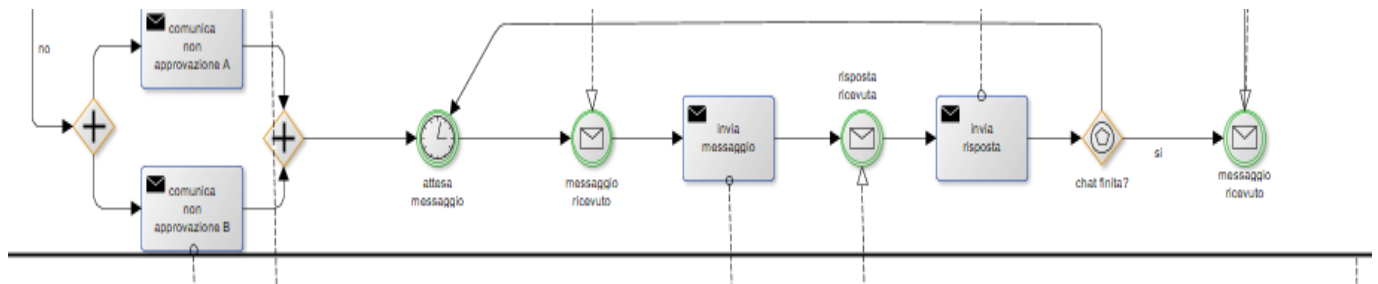 no
comunica
non
approvazione A
comunica
non
approvazione B
attesa
messaggio
messaggio
ricevuto
invia
messaggio
risposta
ricevuta
invia
risposta
chat finita?
si
messaggio
ricevuto